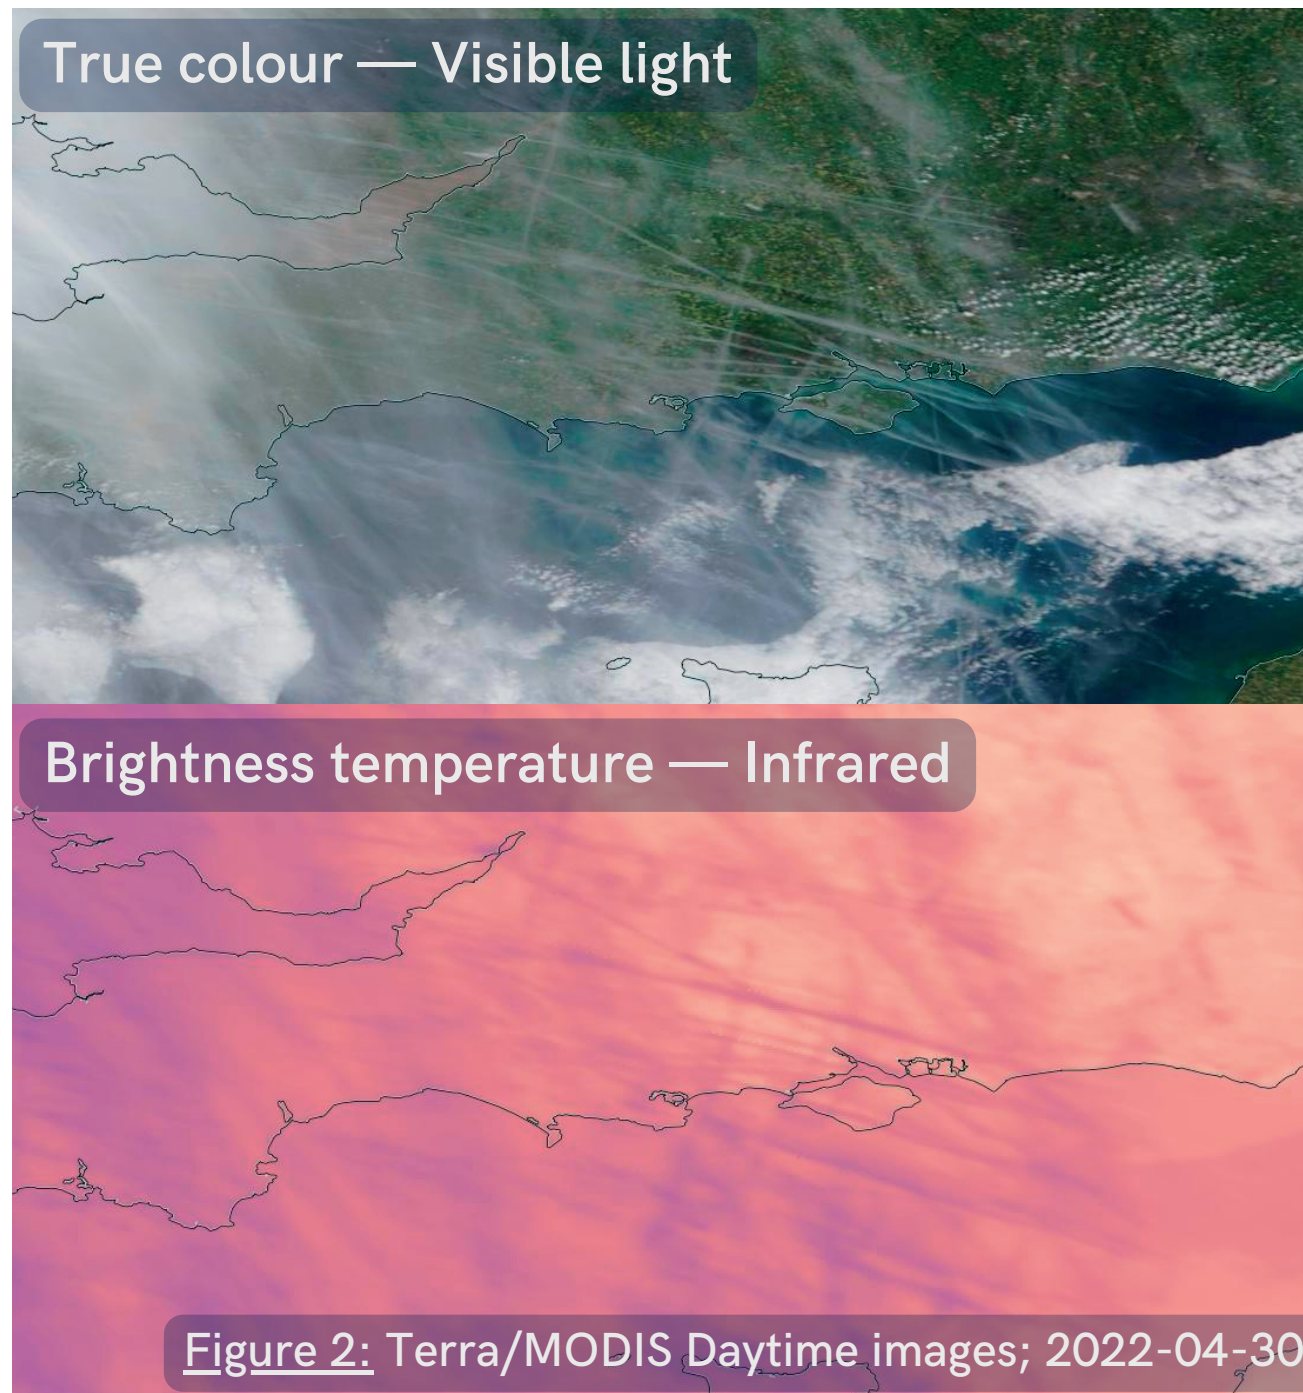 True colour — Visible light
Brightness temperature — Infrared
Figure 2: Terra/MODIS Daytime images; 2022-04-30